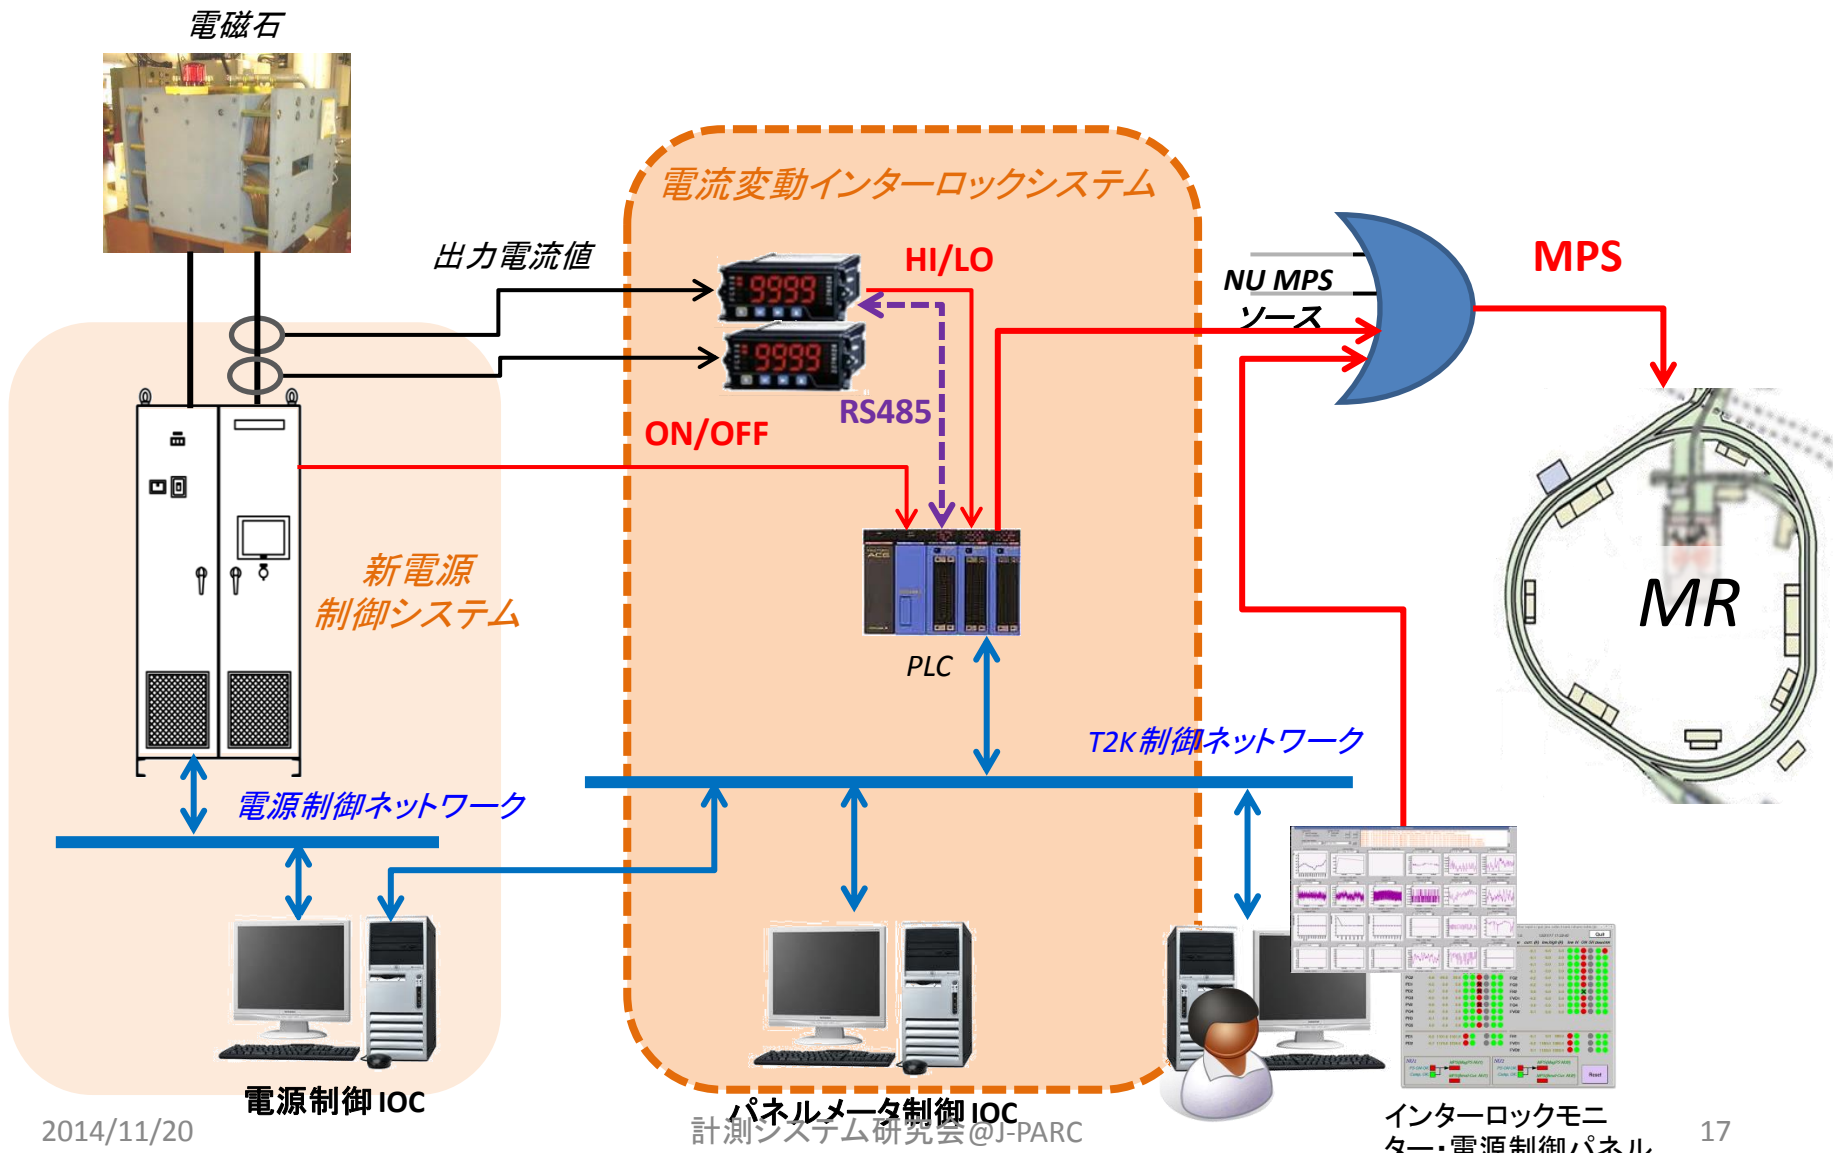 電磁石
電流変動インターロックシステム
出力電流値
HI/LO
9999
9999
NU MPS
ソース
MPS
RS485
ON/OFF
新電源
制御システム
MR
PLC
T2K制御ネットワーク
電源制御ネットワーク
電源制御 IOC
パネルメータ制御 IOC
インターロックモニ
ター・電源制御パネル
2014/11/20
計測システム研究会@J-PARC
17
Quit
Reset